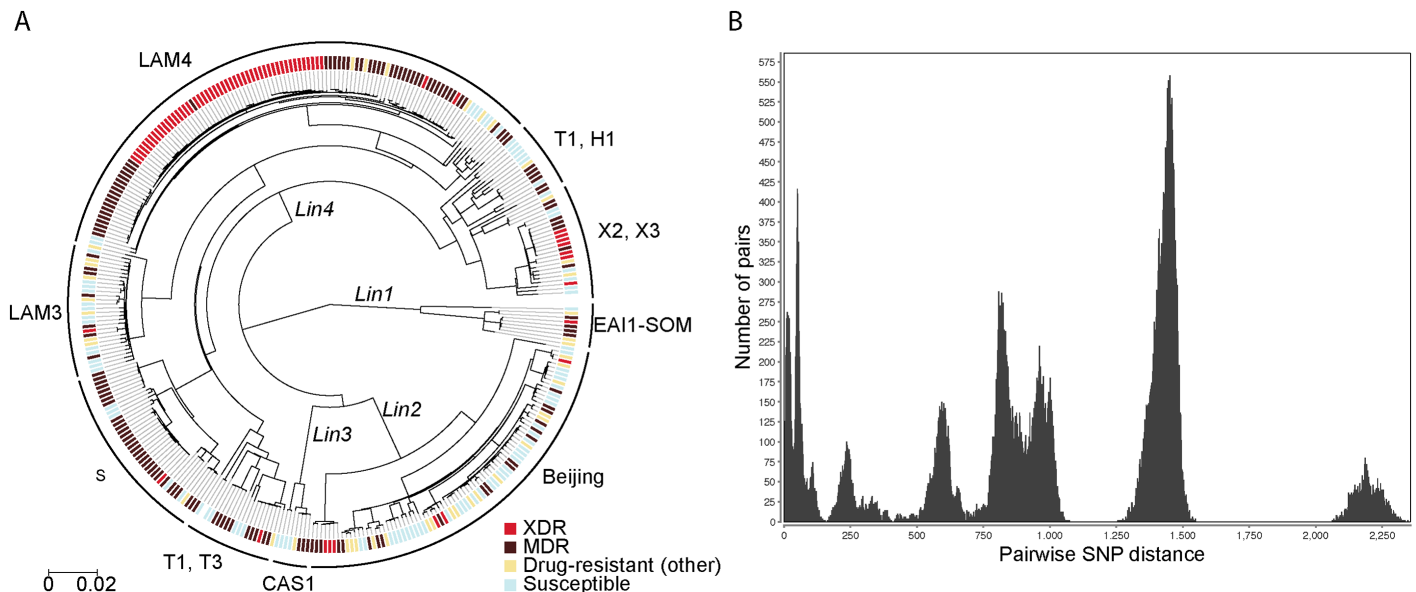 A
LAM4
T1, H1
X2, X3
EAI1-SOM
Beijing
CAS1
T1, T3
s
LAM3
Lin4
Lin1
Lin2
Lin3
0 0.02
XDR
MDR
Drug-resistant (other)
Susceptible
B
Number of pairs
575
550
525
500
475
450
425
400
375
350
325
300
275
250
225
200
175
150
125
100
75
50
25
0
0 250 500 750 1.000 1.250 1.500 1.750 2,000 2,250
Pairwise SNP distance